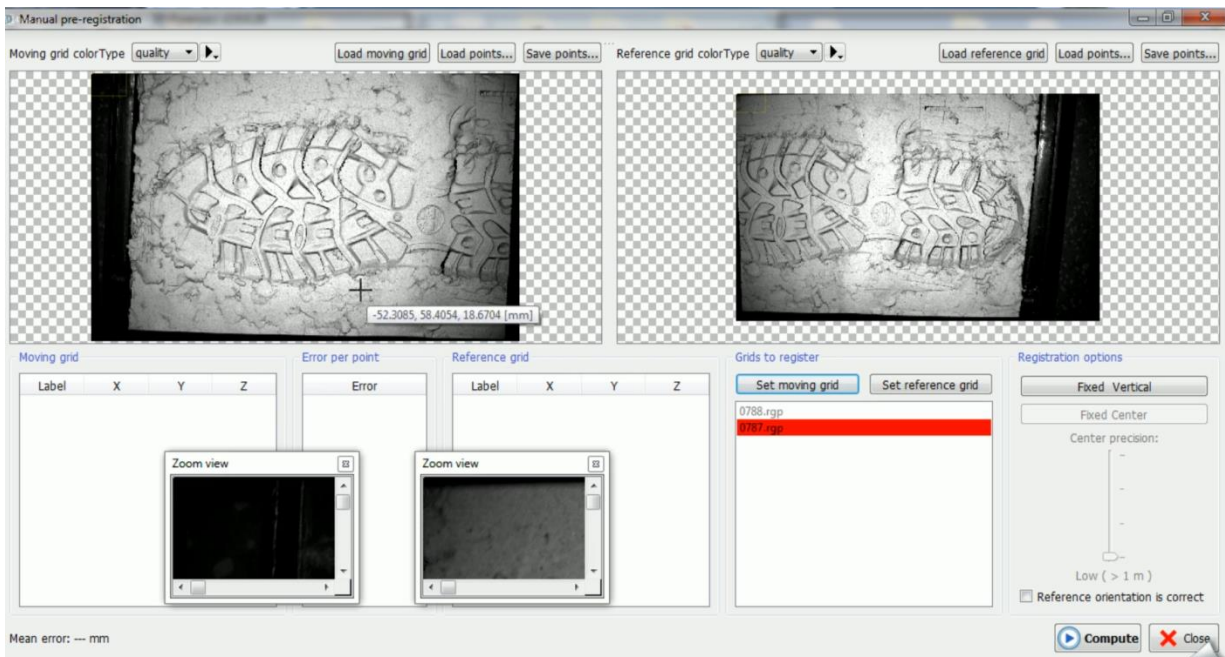 Manual pre-registration
Moving grid colorType quality Load moving grid Load points... Save points... Reference grid colorType quality Load reference grid Load points... Save points...
-52.3085, 58.4054, 18.6704 [mm]
Moving grid Error per point Reference grid Grids to register Registration options
Label X Y Z Error Label X Y Z Set moving grid Set reference grid Fixed Vertical
0788.rgp
0787.rgp
Fixed Center
Center precision:
Zoom view Zoom view
Low ( > 1 m )
Reference orientation is correct
Mean error: --- mm Compute Close